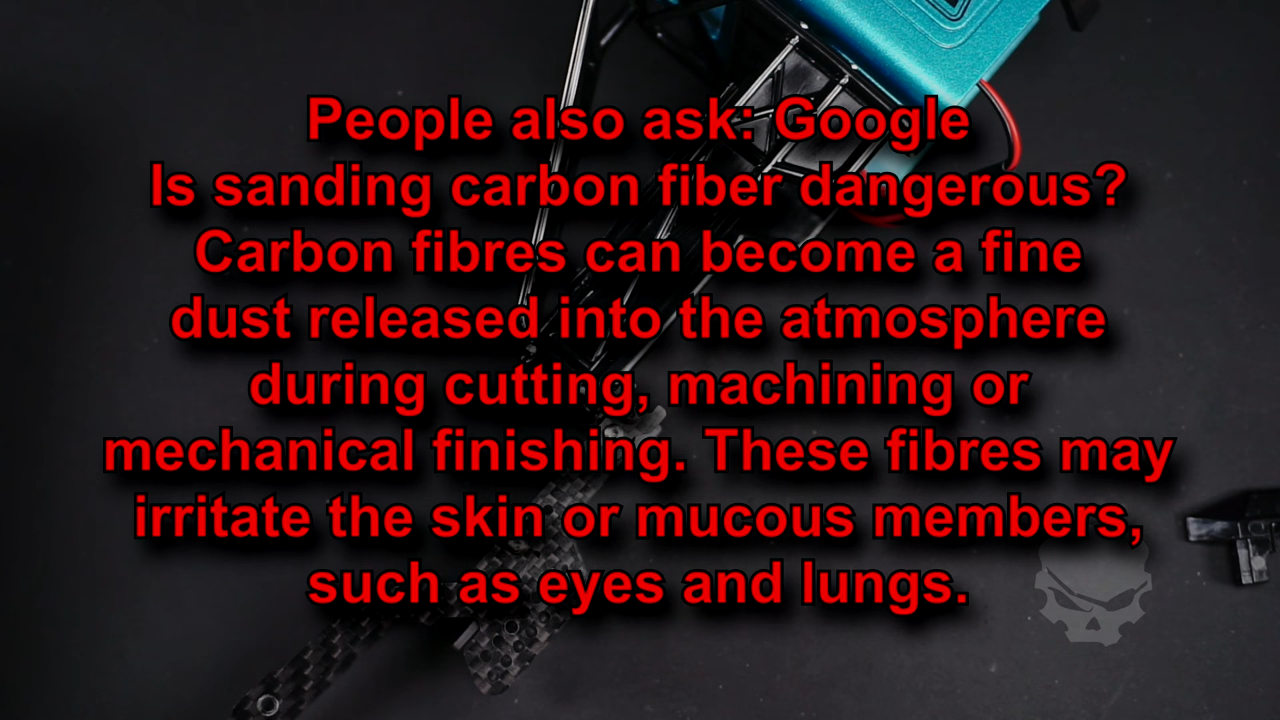 People also ask: Google
Is sanding carbon fiber dangerous?
Carbon fibres can become a fine
dust released into the atmosphere
during cutting, machining or
mechanical finishing. These fibres may
irritate the skin or mucous members,
such as eyes and lungs.